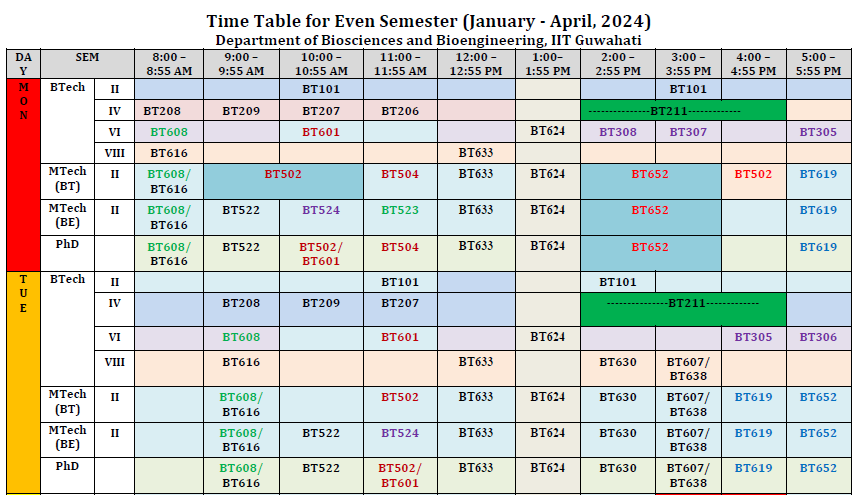 Time Table for Even Semester (January - April, 2024)
Department of Biosciences and Bioengineering, IIT Guwahati
DAY SEM 8:00 – 8:55 AM 9:00 – 9:55 AM 10:00 – 10:55 AM 11:00 – 11:55 AM 12:00 – 12:55 PM 1:00– 1:55 PM 2:00 – 2:55 PM 3:00 – 3:55 PM 4:00 – 4:55 PM 5:00 – 5:55 PM
MON BTech II BT101 BT101
IV BT208 BT209 BT207 BT206 --------------BT211------------
VI BT608 BT601 BT624 BT308 BT307 BT305
VIII BT616 BT633
MTech (BT) II BT608/ BT616 BT502 BT504 BT633 BT624 BT652 BT502 BT619
MTech (BE) II BT608/ BT616 BT522 BT524 BT523 BT633 BT624 BT652 BT619
PhD BT608/ BT616 BT522 BT502/ BT601 BT504 BT633 BT624 BT652 BT619
TUE BTech II BT101 BT101
IV BT208 BT209 BT207 --------------BT211------------
VI BT608 BT601 BT624 BT305 BT306
VIII BT616 BT633 BT630 BT607/ BT638
MTech (BT) II BT608/ BT616 BT502 BT633 BT624 BT630 BT607/ BT638 BT619 BT652
MTech (BE) II BT608/ BT616 BT522 BT524 BT633 BT624 BT630 BT607/ BT638 BT619 BT652
PhD BT608/ BT616 BT522 BT502/ BT601 BT633 BT624 BT630 BT607/ BT638 BT619 BT652